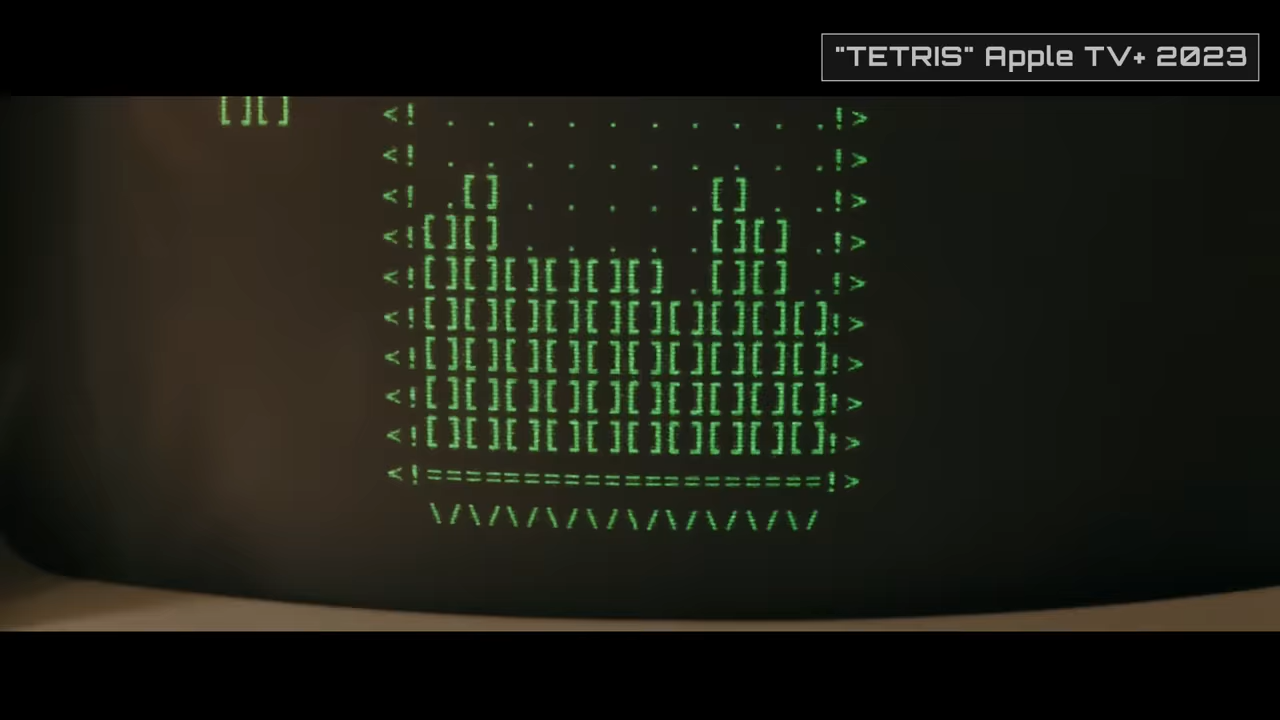 "TETRIS" Apple TV+ 2023
[][]
<! . . . . . . . . . .!>
<! . . . . . . . . . .!>
<! .[] . . . . .[] . .!>
<![][] . . . . .[][] .!>
<![][][][][][] .[][] .!>
<![][][][][][][][][][]!>
<![][][][][][][][][][]!>
<![][][][][][][][][][]!>
<![][][][][][][][][][]!>
<!====================!>
\/\/\/\/\/\/\/\/\/\/